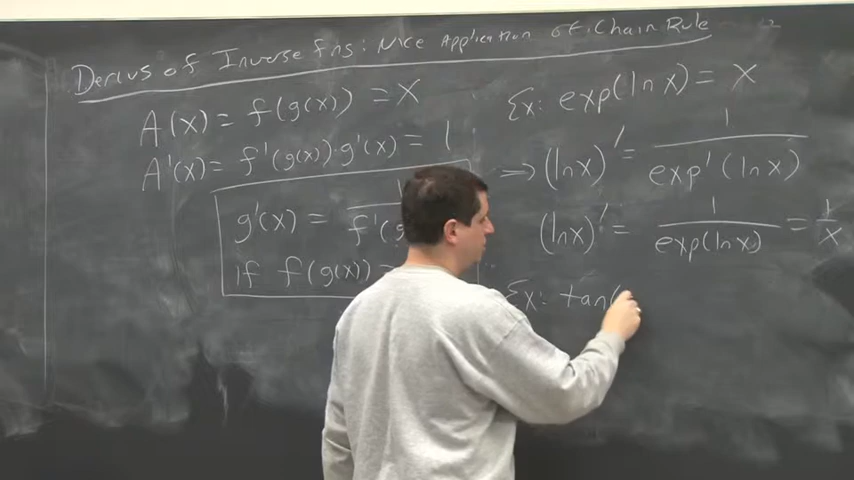 Derivs of Inverse fns: Nice Application of Chain Rule
A(x) = f(g(x)) = x
A'(x) = f'(g(x))·g'(x) = 1
g'(x) = 1 / f'(g
if f(g(x)) =
Ex: exp(ln x) = x
⇒ (ln x)' = 1 / exp'(ln x)
(ln x)' = 1 / exp(ln x) = 1/x
Ex: tan(